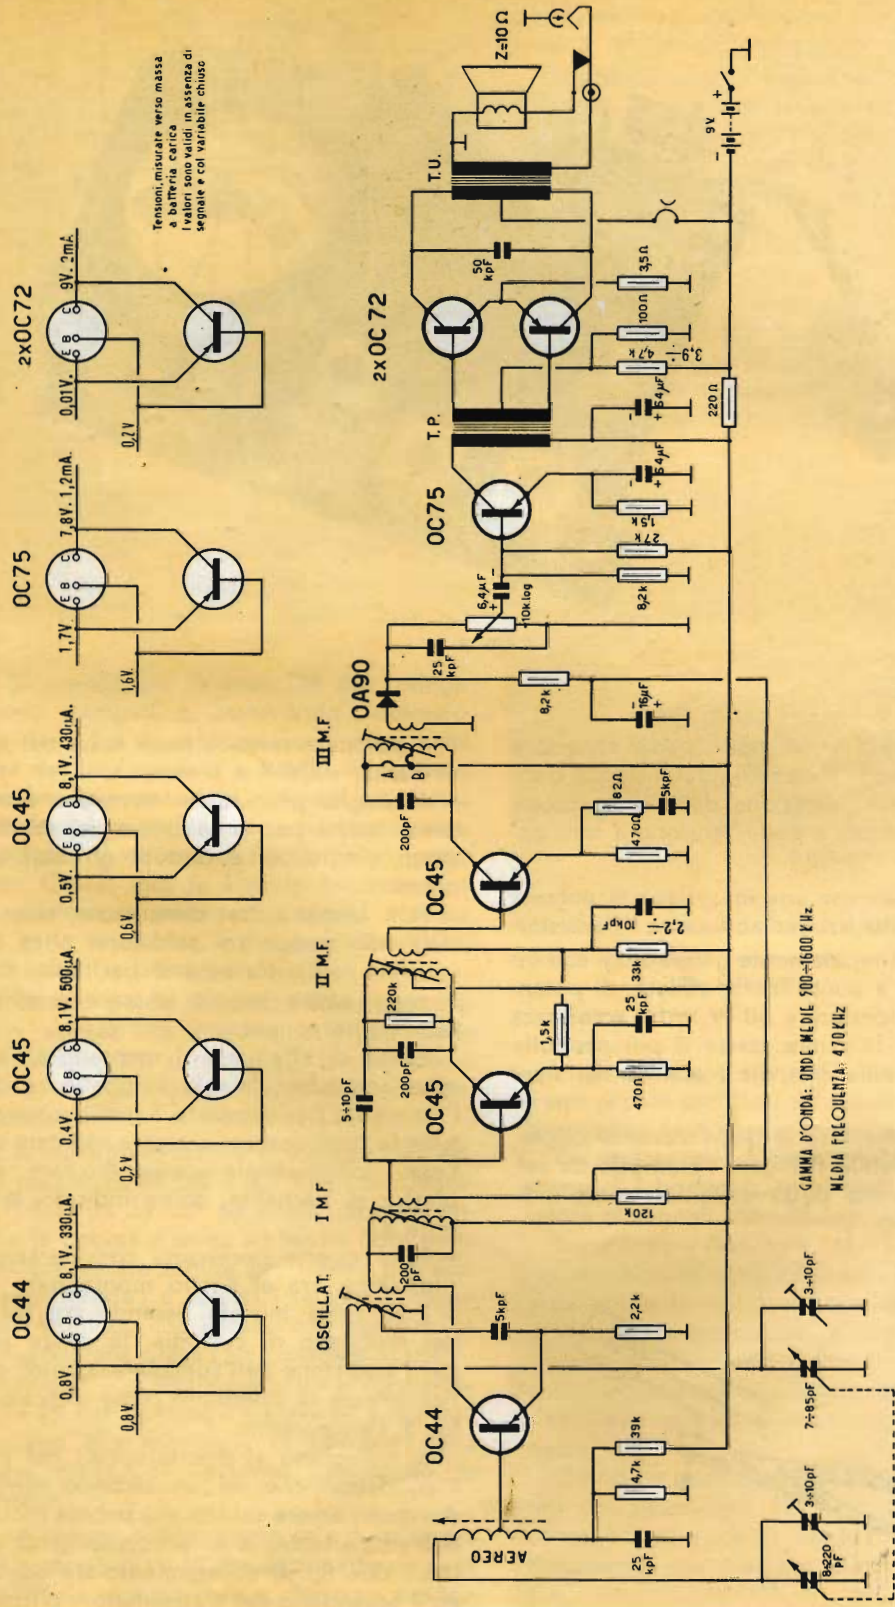 OC44
0,8V.
8,1V. 330µA.
E
B
C
0,8V.
OC45
0,4V.
8,1V. 500µA.
E
B
C
0,5V
OC45
0,5V.
8,1V. 430µA.
E
B
C
0,6V.
OC75
1,7V.
7,8V. 1,2mA.
E
B
C
1,6V.
2xOC72
0,01V.
9V. 2mA
E
B
C
0,2V
Tensioni, misurate verso massa
a batteria carica
I valori sono validi in assenza di
segnale e col variabile chiuso
OSCILLAT.
I MF
II M.F.
III M.F
OA90
T.P.
T.U.
2xOC72
Z=10Ω
OC44
OC45
OC45
OC75
AEREO
200
pF
5÷10pF
200pF
220k
200pF
A
B
25
kpF
10k.log
6,4µF
+
-
50
kpF
5kpF
25
kpF
4,7k
39k
2,2k
120k
470Ω
25
kpF
1,5k
33k
2,2÷
10kpF
470Ω
82Ω
5kpF
8,2k
16µF
-
+
8,2k
27k
1,5k
64µF
-
+
64µF
-
+
3,9÷
4,7k
100Ω
3,5Ω
220Ω
9V.
-
+
8÷220
PF
3÷10pF
7÷85pF
3÷10pF
GAMMA D'ONDA: ONDE MEDIE 500÷1600 KHz
MEDIA FREQUENZA: 470KHz